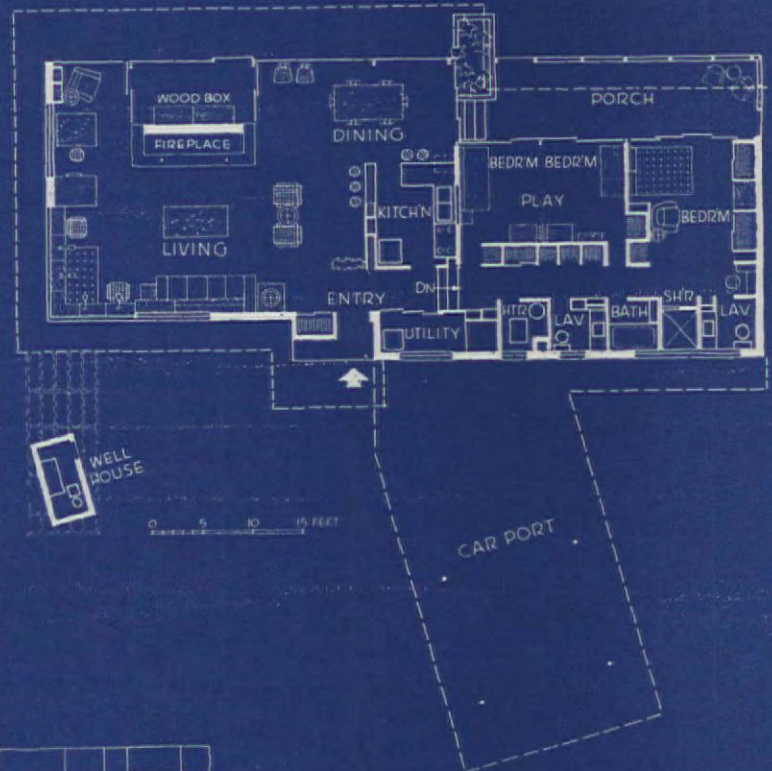 WOOD BOX
PORCH
DINING
FIREPLACE
BEDR'M BEDR'M
PLAY
KITCH'N
BEDR'M
LIVING
DN
ENTRY
SH'R
HTR
LAV
BATH
LAV
UTILITY
WELL
HOUSE
0 5 10 15 FEET
CAR PORT